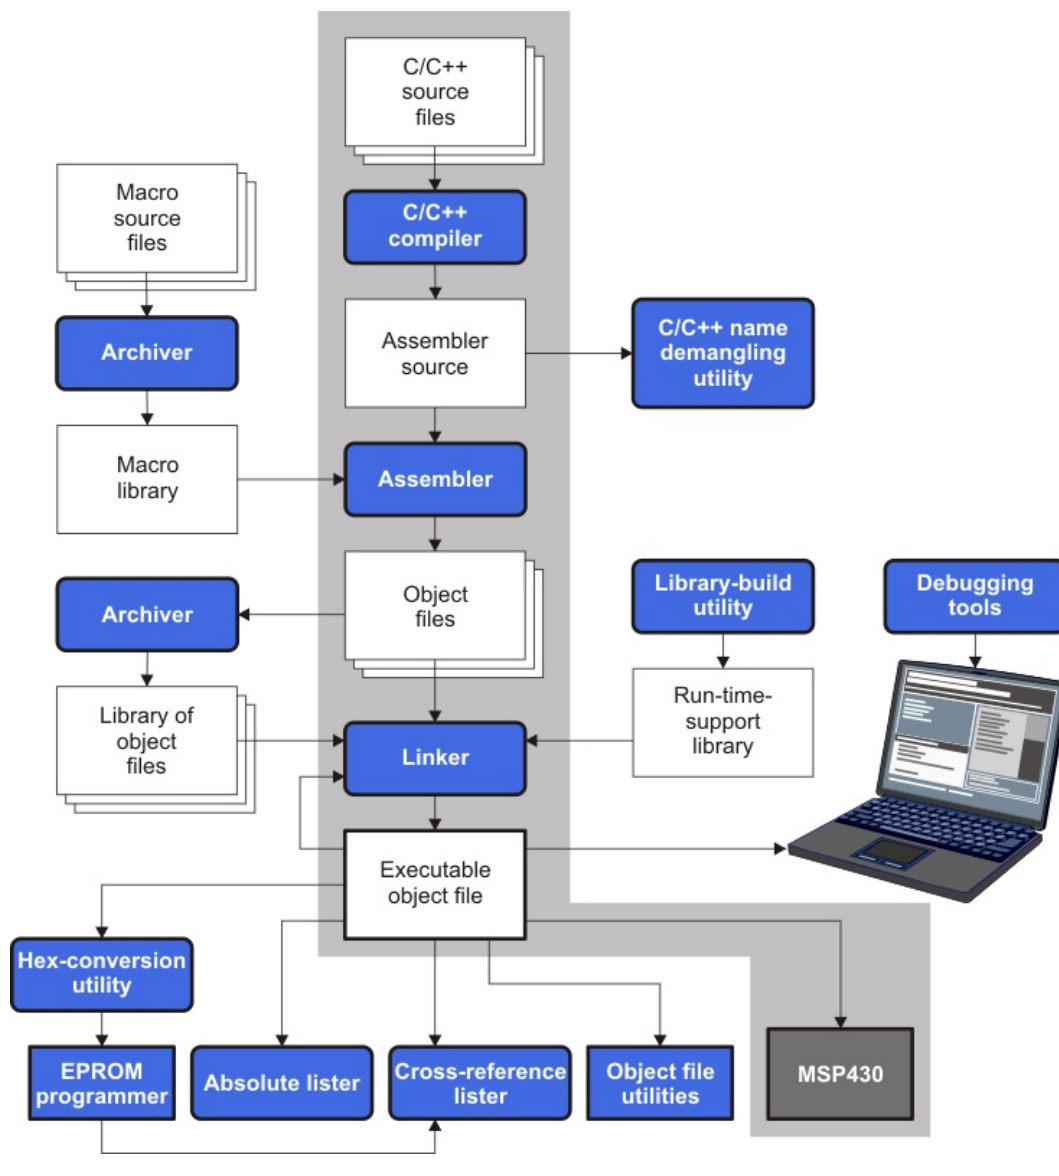 C/C++
source
files
Macro
source
files
C/C++
compiler
Archiver
Assembler
source
C/C++ name
demangling
utility
Macro
library
Assembler
Archiver
Object
files
Library-build
utility
Debugging
tools
Library of
object
files
Linker
Run-time-
support
library
Executable
object file
Hex-conversion
utility
EPROM
programmer
Absolute lister
Cross-reference
lister
Object file
utilities
MSP430